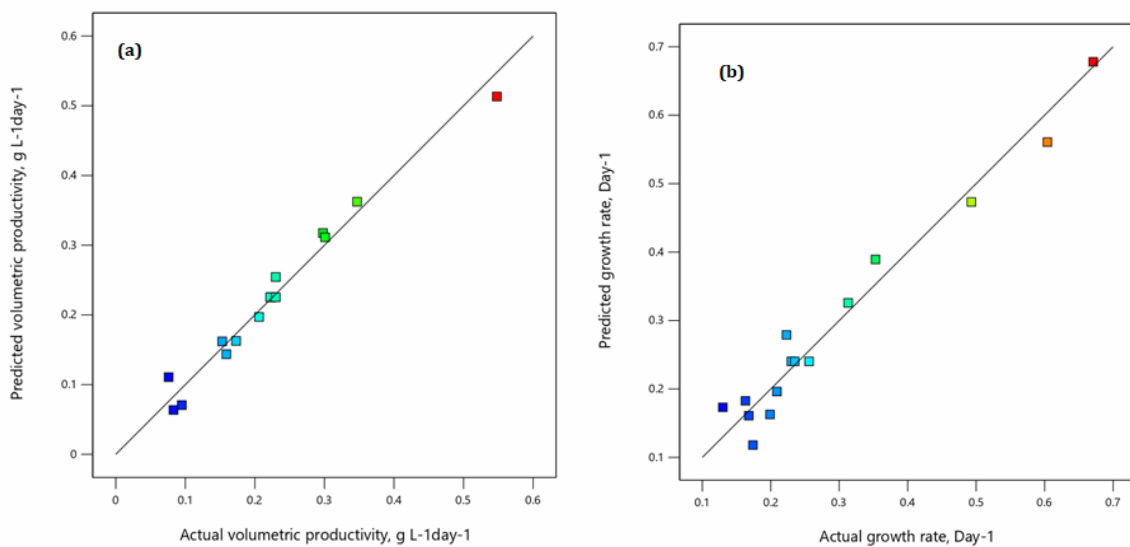 (a)
Predicted volumetric productivity, g L-1day-1
0.6
0.5
0.4
0.3
0.2
0.1
0
0 0.1 0.2 0.3 0.4 0.5 0.6
Actual volumetric productivity, g L-1day-1
(b)
Predicted growth rate, Day-1
0.7
0.6
0.5
0.4
0.3
0.2
0.1
0.1 0.2 0.3 0.4 0.5 0.6 0.7
Actual growth rate, Day-1